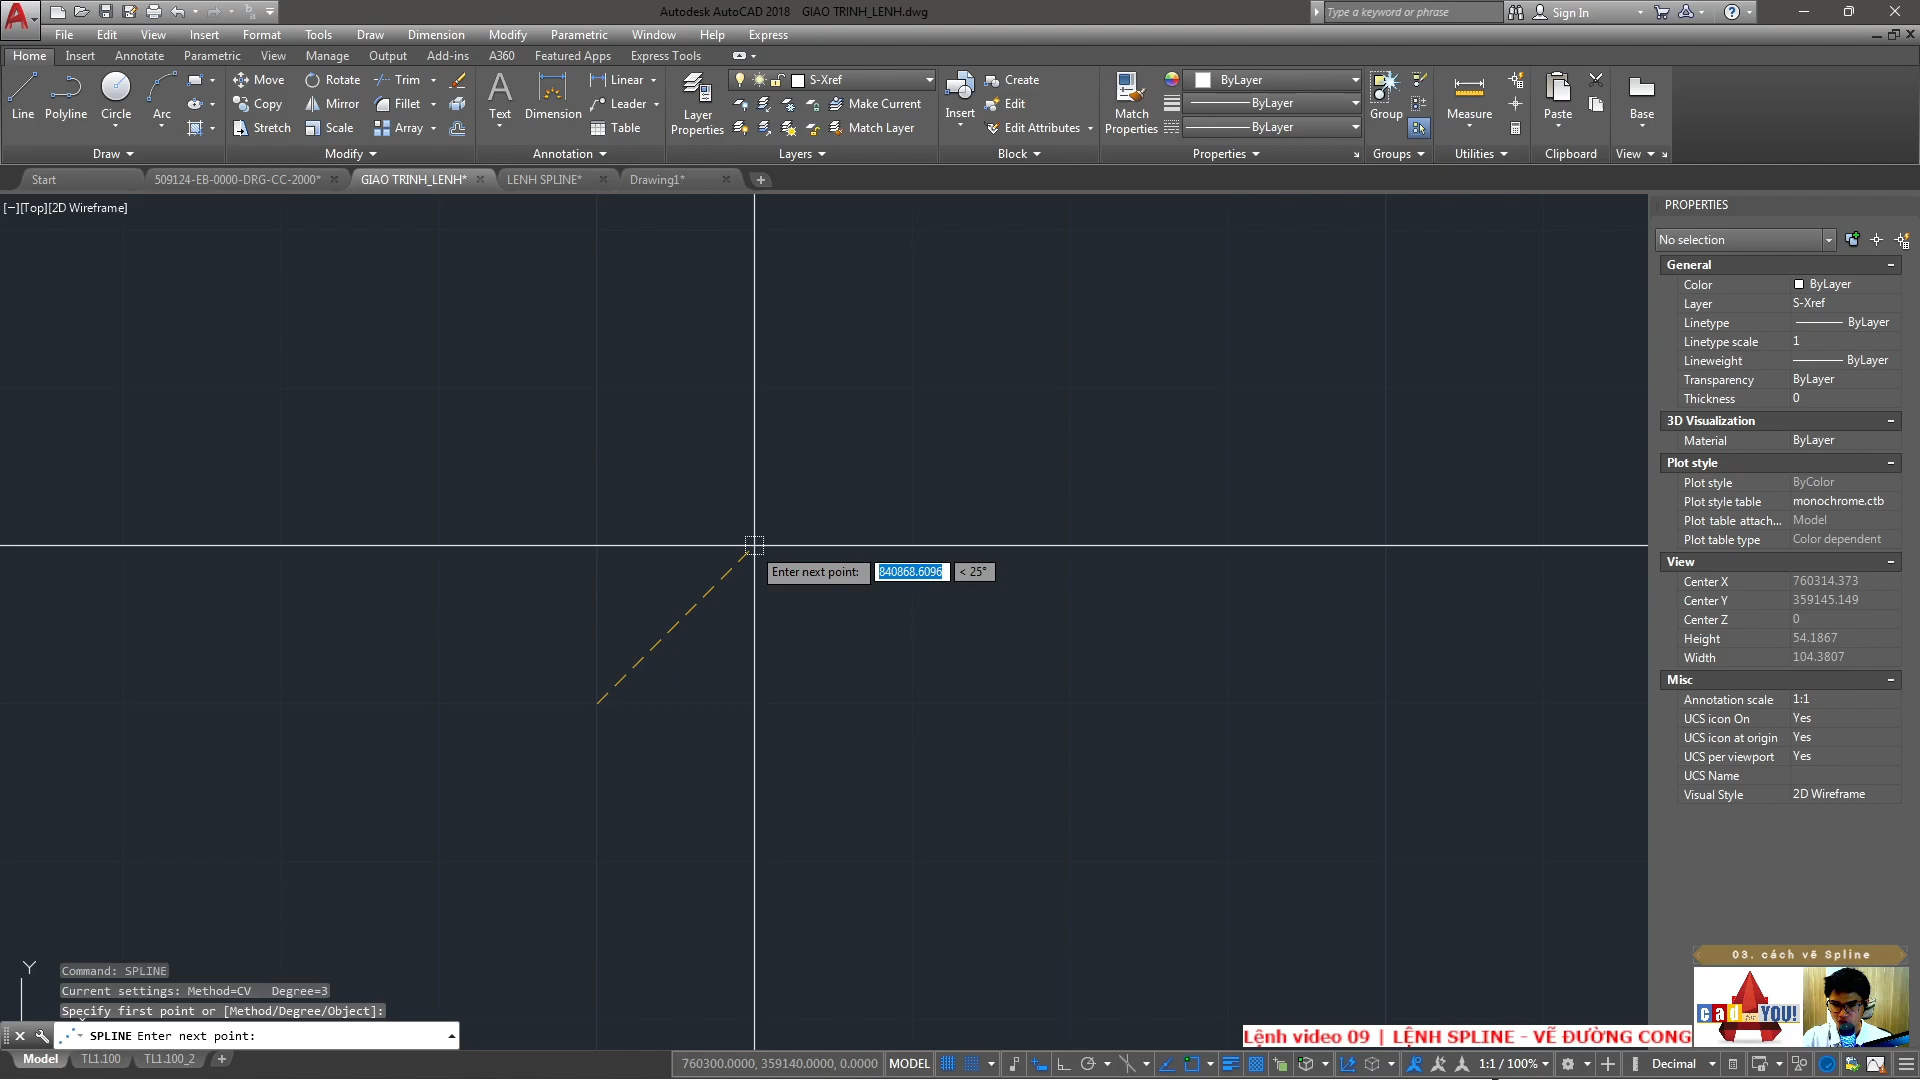 Autodesk AutoCAD 2018 GIAO TRINH_LENH.dwg
Type a keyword or phrase
Sign In
File Edit View Insert Format Tools Draw Dimension Modify Parametric Window Help Express
Home Insert Annotate Parametric View Manage Output Add-ins A360 Featured Apps Express Tools
Line Polyline Circle Arc
Move Rotate Trim
Copy Mirror Fillet
Stretch Scale Array
Text Dimension
Linear
Leader
Table
Layer Properties
S-Xref
Make Current
Match Layer
Insert
Create
Edit
Edit Attributes
Match Properties
ByLayer
ByLayer
ByLayer
Group
Measure
Paste
Base
Draw Modify Annotation Layers Block Properties Groups Utilities Clipboard View
Start 509124-EB-0000-DRG-CC-2000* GIAO TRINH_LENH* LENH SPLINE* Drawing1*
[−][Top][2D Wireframe]
Enter next point: 840868.6096 < 25°
PROPERTIES
No selection
General
Color ByLayer
Layer S-Xref
Linetype ByLayer
Linetype scale 1
Lineweight ByLayer
Transparency ByLayer
Thickness 0
3D Visualization
Material ByLayer
Plot style
Plot style ByColor
Plot style table monochrome.ctb
Plot table attach... Model
Plot table type Color dependent
View
Center X 760314.373
Center Y 359145.149
Center Z 0
Height 54.1867
Width 104.3807
Misc
Annotation scale 1:1
UCS icon On Yes
UCS icon at origin Yes
UCS per viewport Yes
UCS Name
Visual Style 2D Wireframe
Y
Command: SPLINE
Current settings: Method=CV Degree=3
Specify first point or [Method/Degree/Object]:
SPLINE Enter next point:
03. cách vẽ Spline
cad for YOU!
Lệnh video 09 | LỆNH SPLINE - VẼ ĐƯỜNG CONG
Model TL1.100 TL1.100_2
760300.0000, 359140.0000, 0.0000 MODEL
1:1 / 100%
Decimal